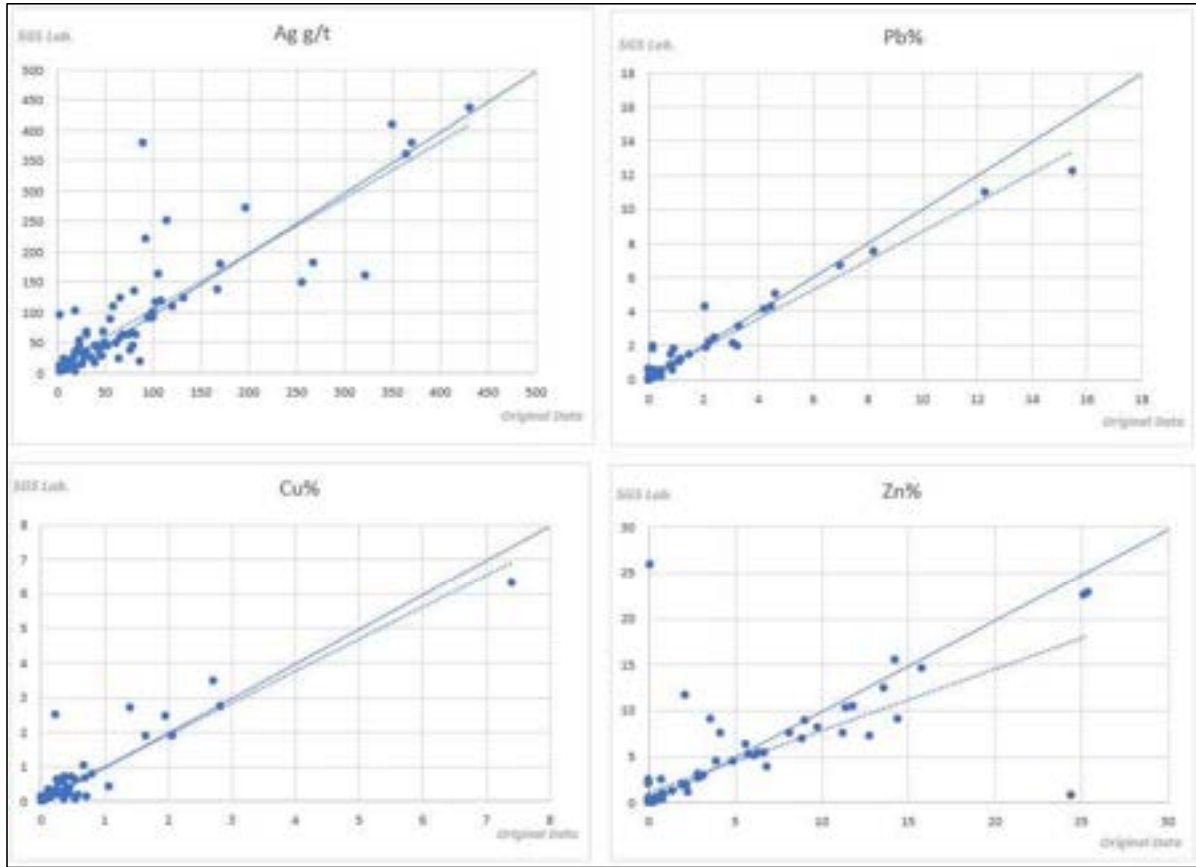 Ag g/t
SGS Lab.
500
450
400
350
300
250
200
150
100
50
0
0 50 100 150 200 250 300 350 400 450 500
Original Data
Pb%
SGS Lab.
18
16
14
12
10
8
6
4
2
0
0 2 4 6 8 10 12 14 16 18
Original Data
Cu%
SGS Lab.
8
7
6
5
4
3
2
1
0
0 1 2 3 4 5 6 7 8
Original Data
Zn%
SGS Lab.
30
25
20
15
10
5
0
0 5 10 15 20 25 30
Original Data